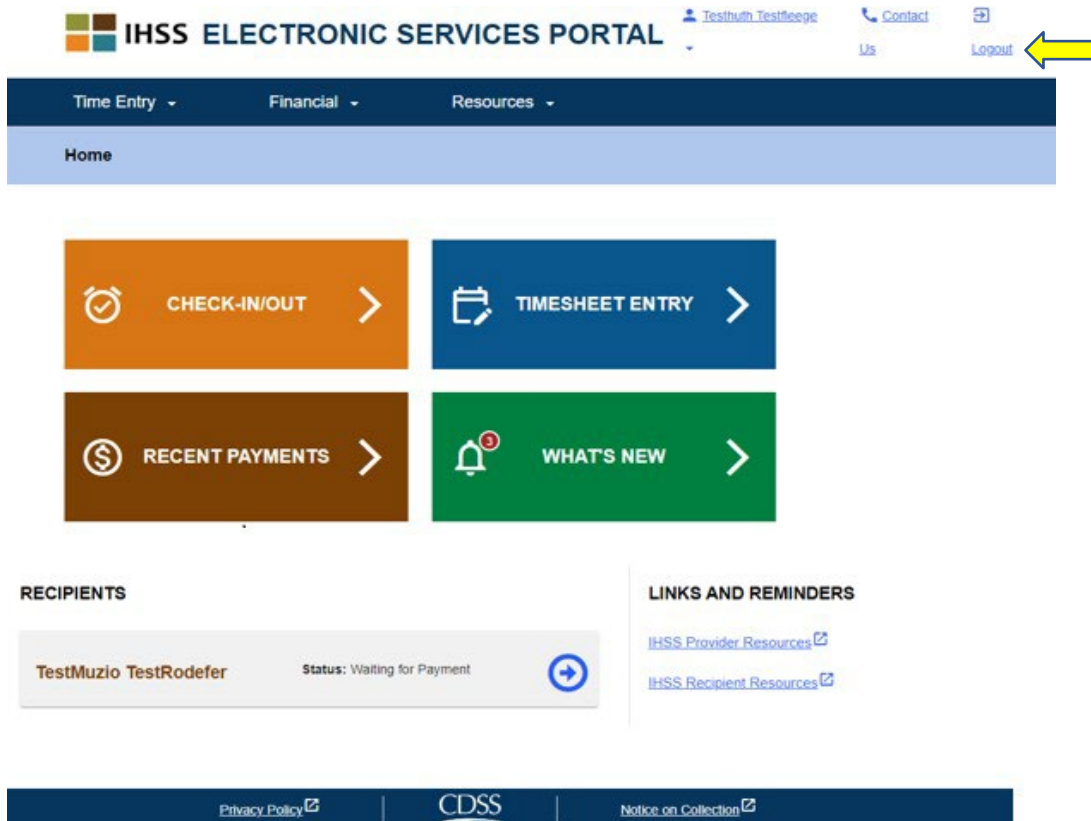 IHSS ELECTRONIC SERVICES PORTAL
Testhuth Testfleege
Contact
Us
Logout
Time Entry
Financial
Resources
Home
CHECK-IN/OUT
TIMESHEET ENTRY
RECENT PAYMENTS
3
WHAT'S NEW
RECIPIENTS
TestMuzio TestRodefer
Status: Waiting for Payment
LINKS AND REMINDERS
IHSS Provider Resources
IHSS Recipient Resources
Privacy Policy
CDSS
Notice on Collection